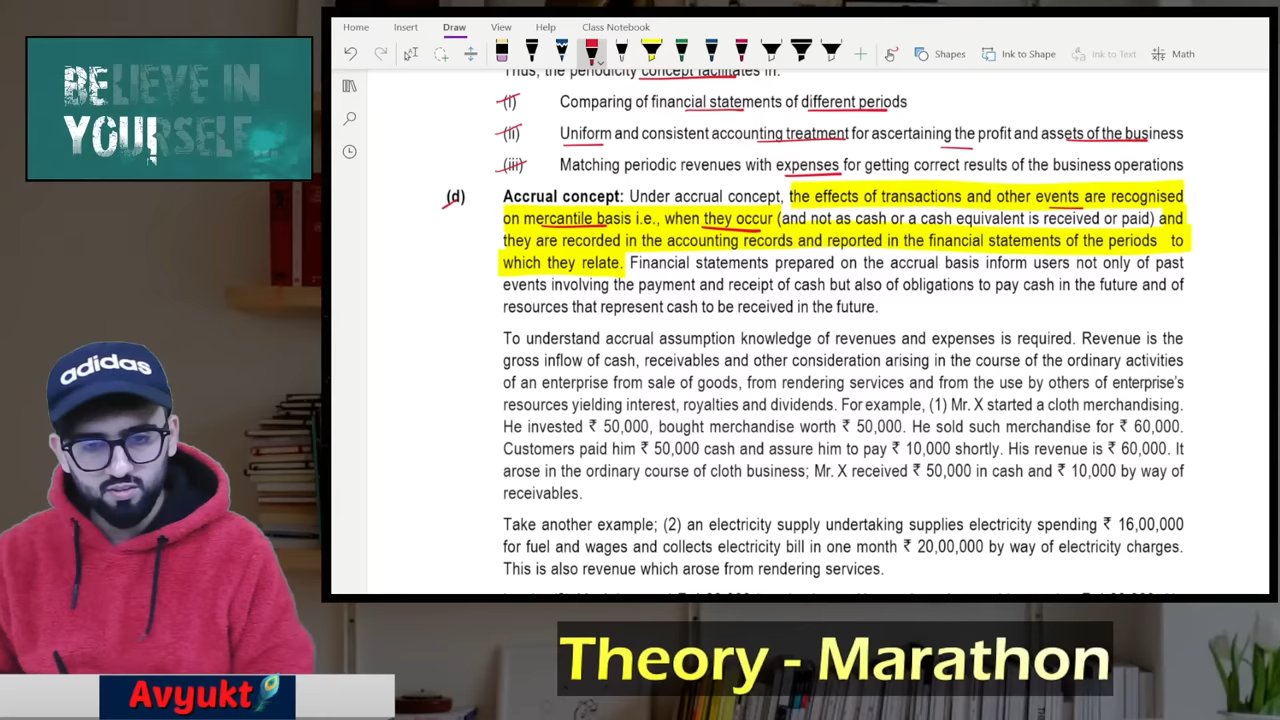 BELIEVE IN
YOURSELF..
Home Insert Draw View Help Class Notebook
Shapes Ink to Shape Ink to Text Math
Thus, the periodicity concept facilitates in:
(i) Comparing of financial statements of different periods
(ii) Uniform and consistent accounting treatment for ascertaining the profit and assets of the business
(iii) Matching periodic revenues with expenses for getting correct results of the business operations
(d) Accrual concept: Under accrual concept, the effects of transactions and other events are recognised
on mercantile basis i.e., when they occur (and not as cash or a cash equivalent is received or paid) and
they are recorded in the accounting records and reported in the financial statements of the periods to
which they relate. Financial statements prepared on the accrual basis inform users not only of past
events involving the payment and receipt of cash but also of obligations to pay cash in the future and of
resources that represent cash to be received in the future.
To understand accrual assumption knowledge of revenues and expenses is required. Revenue is the
gross inflow of cash, receivables and other consideration arising in the course of the ordinary activities
of an enterprise from sale of goods, from rendering services and from the use by others of enterprise's
resources yielding interest, royalties and dividends. For example, (1) Mr. X started a cloth merchandising.
He invested ₹ 50,000, bought merchandise worth ₹ 50,000. He sold such merchandise for ₹ 60,000.
Customers paid him ₹ 50,000 cash and assure him to pay ₹ 10,000 shortly. His revenue is ₹ 60,000. It
arose in the ordinary course of cloth business; Mr. X received ₹ 50,000 in cash and ₹ 10,000 by way of
receivables.
Take another example; (2) an electricity supply undertaking supplies electricity spending ₹ 16,00,000
for fuel and wages and collects electricity bill in one month ₹ 20,00,000 by way of electricity charges.
This is also revenue which arose from rendering services.
adidas
Avyukt
Theory - Marathon